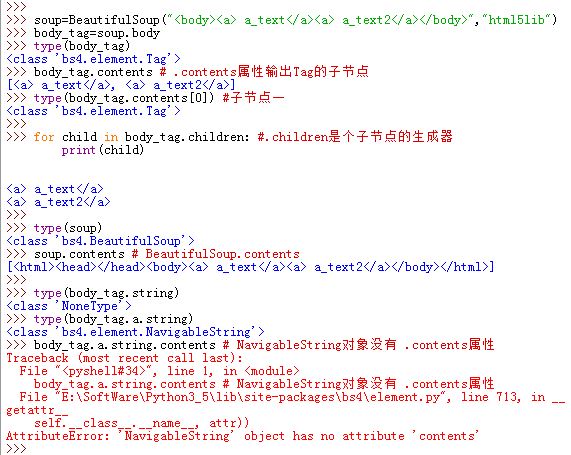 >>>
>>> soup=BeautifulSoup("<body><a> a_text</a><a> a_text2</a></body>","html5lib")
>>> body_tag=soup.body
>>> type(body_tag)
<class 'bs4.element.Tag'>
>>> body_tag.contents # .contents属性输出Tag的子节点
[<a> a_text</a>, <a> a_text2</a>]
>>> type(body_tag.contents[0]) #子节点一
<class 'bs4.element.Tag'>
>>>
>>> for child in body_tag.children: #.children是个子节点的生成器
print(child)
<a> a_text</a>
<a> a_text2</a>
>>>
>>> type(soup)
<class 'bs4.BeautifulSoup'>
>>> soup.contents # BeautifulSoup.contents
[<html><head></head><body><a> a_text</a><a> a_text2</a></body></html>]
>>>
>>> type(body_tag.string)
<class 'NoneType'>
>>> type(body_tag.a.string)
<class 'bs4.element.NavigableString'>
>>> body_tag.a.string.contents # NavigableString对象没有 .contents属性
Traceback (most recent call last):
File "<pyshell#34>", line 1, in <module>
body_tag.a.string.contents # NavigableString对象没有 .contents属性
File "E:\SoftWare\Python3_5\lib\site-packages\bs4\element.py", line 713, in __
getattr__
self.__class__.__name__, attr))
AttributeError: 'NavigableString' object has no attribute 'contents'
>>>